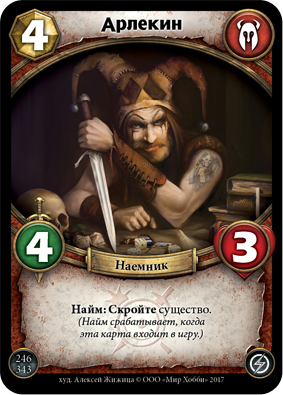 4
Арлекин
4
3
Наемник
Найм: Скройте существо.
(Найм срабатывает, когда
эта карта входит в игру.)
246
343
худ. Алексей Жижица © ООО «Мир Хобби» 2017